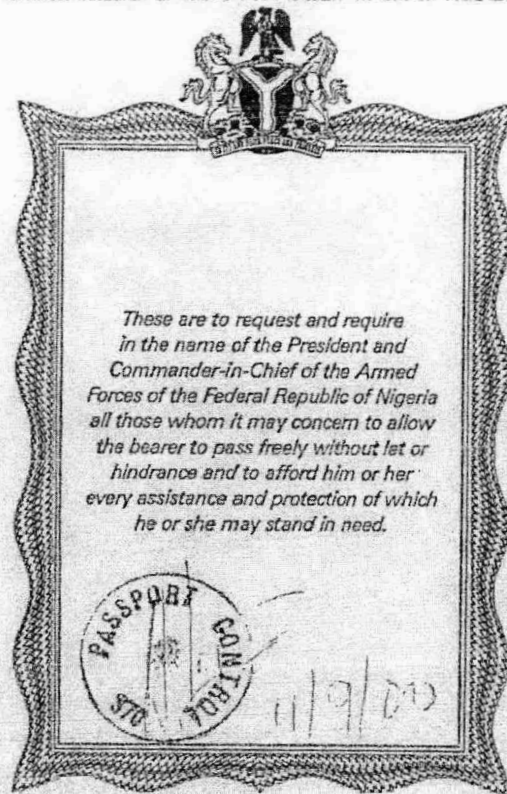 These are to request and require
in the name of the President and
Commander-in-Chief of the Armed
Forces of the Federal Republic of Nigeria
all those whom it may concern to allow
the bearer to pass freely without let or
hindrance and to afford him or her
every assistance and protection of which
he or she may stand in need.
PASSPORT CONTROL
11/9/